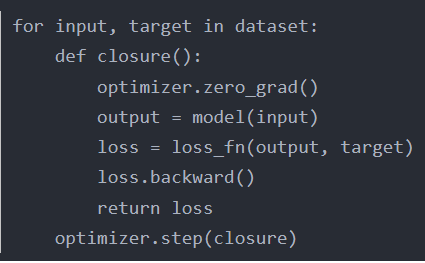 for input, target in dataset:
    def closure():
        optimizer.zero_grad()
        output = model(input)
        loss = loss_fn(output, target)
        loss.backward()
        return loss
    optimizer.step(closure)